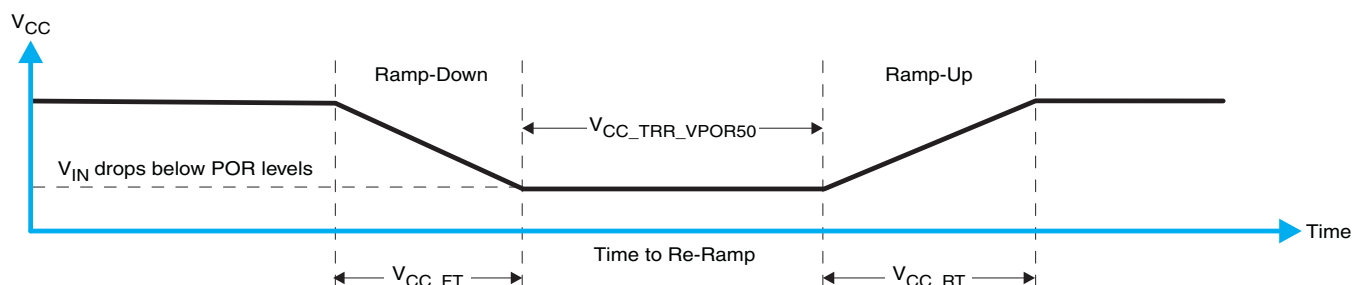 VCC
Ramp-Down
Ramp-Up
VCC_TRR_VPOR50
VIN drops below POR levels
Time
Time to Re-Ramp
VCC_FT
VCC_RT